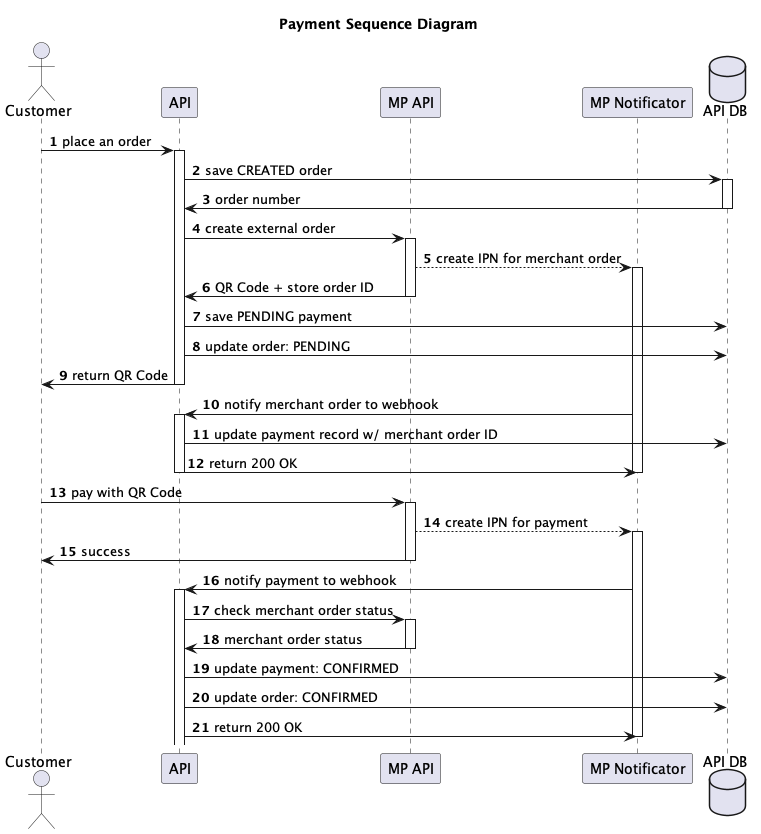 Payment Sequence Diagram
Customer
API
MP API
MP Notificator
API DB
1 place an order
2 save CREATED order
3 order number
4 create external order
5 create IPN for merchant order
6 QR Code + store order ID
7 save PENDING payment
8 update order: PENDING
9 return QR Code
10 notify merchant order to webhook
11 update payment record w/ merchant order ID
12 return 200 OK
13 pay with QR Code
14 create IPN for payment
15 success
16 notify payment to webhook
17 check merchant order status
18 merchant order status
19 update payment: CONFIRMED
20 update order: CONFIRMED
21 return 200 OK
Customer
API
MP API
MP Notificator
API DB